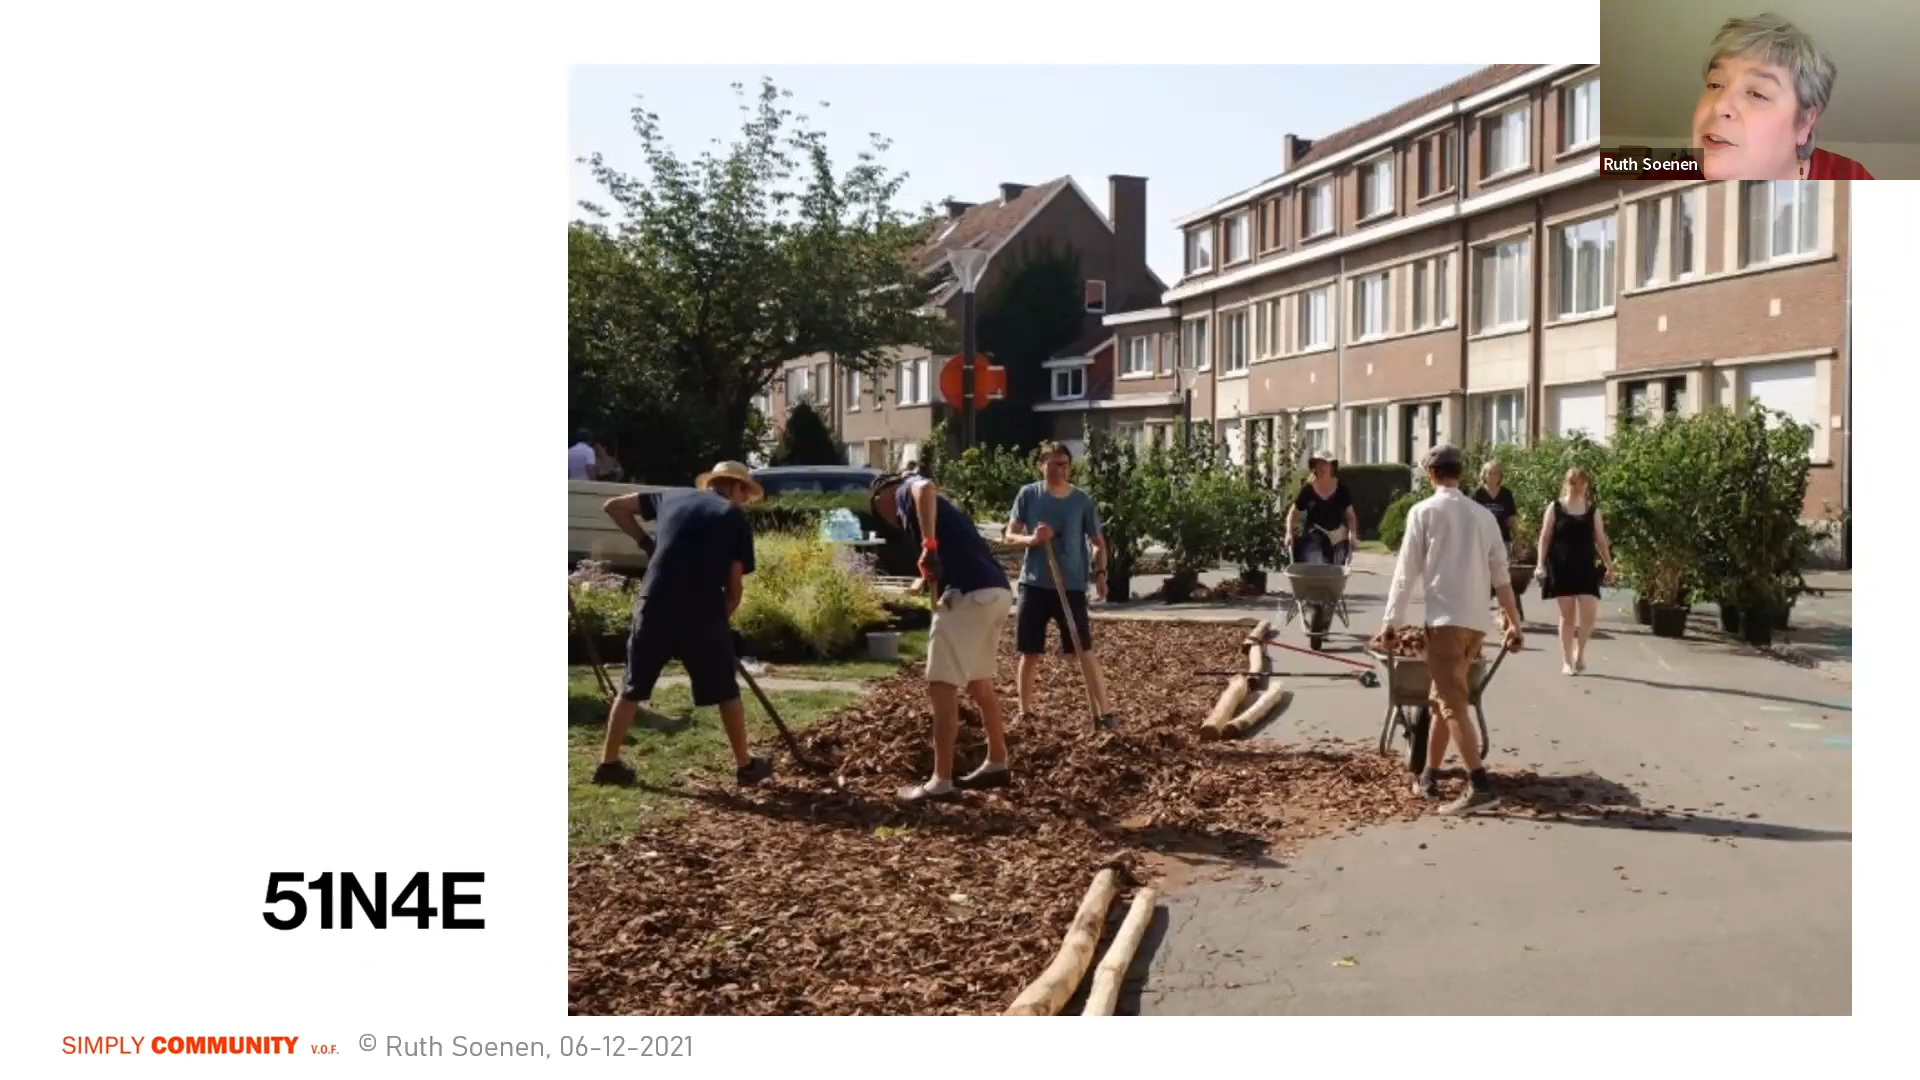 Ruth Soenen
51N4E
SIMPLY COMMUNITY V.O.F. © Ruth Soenen, 06-12-2021